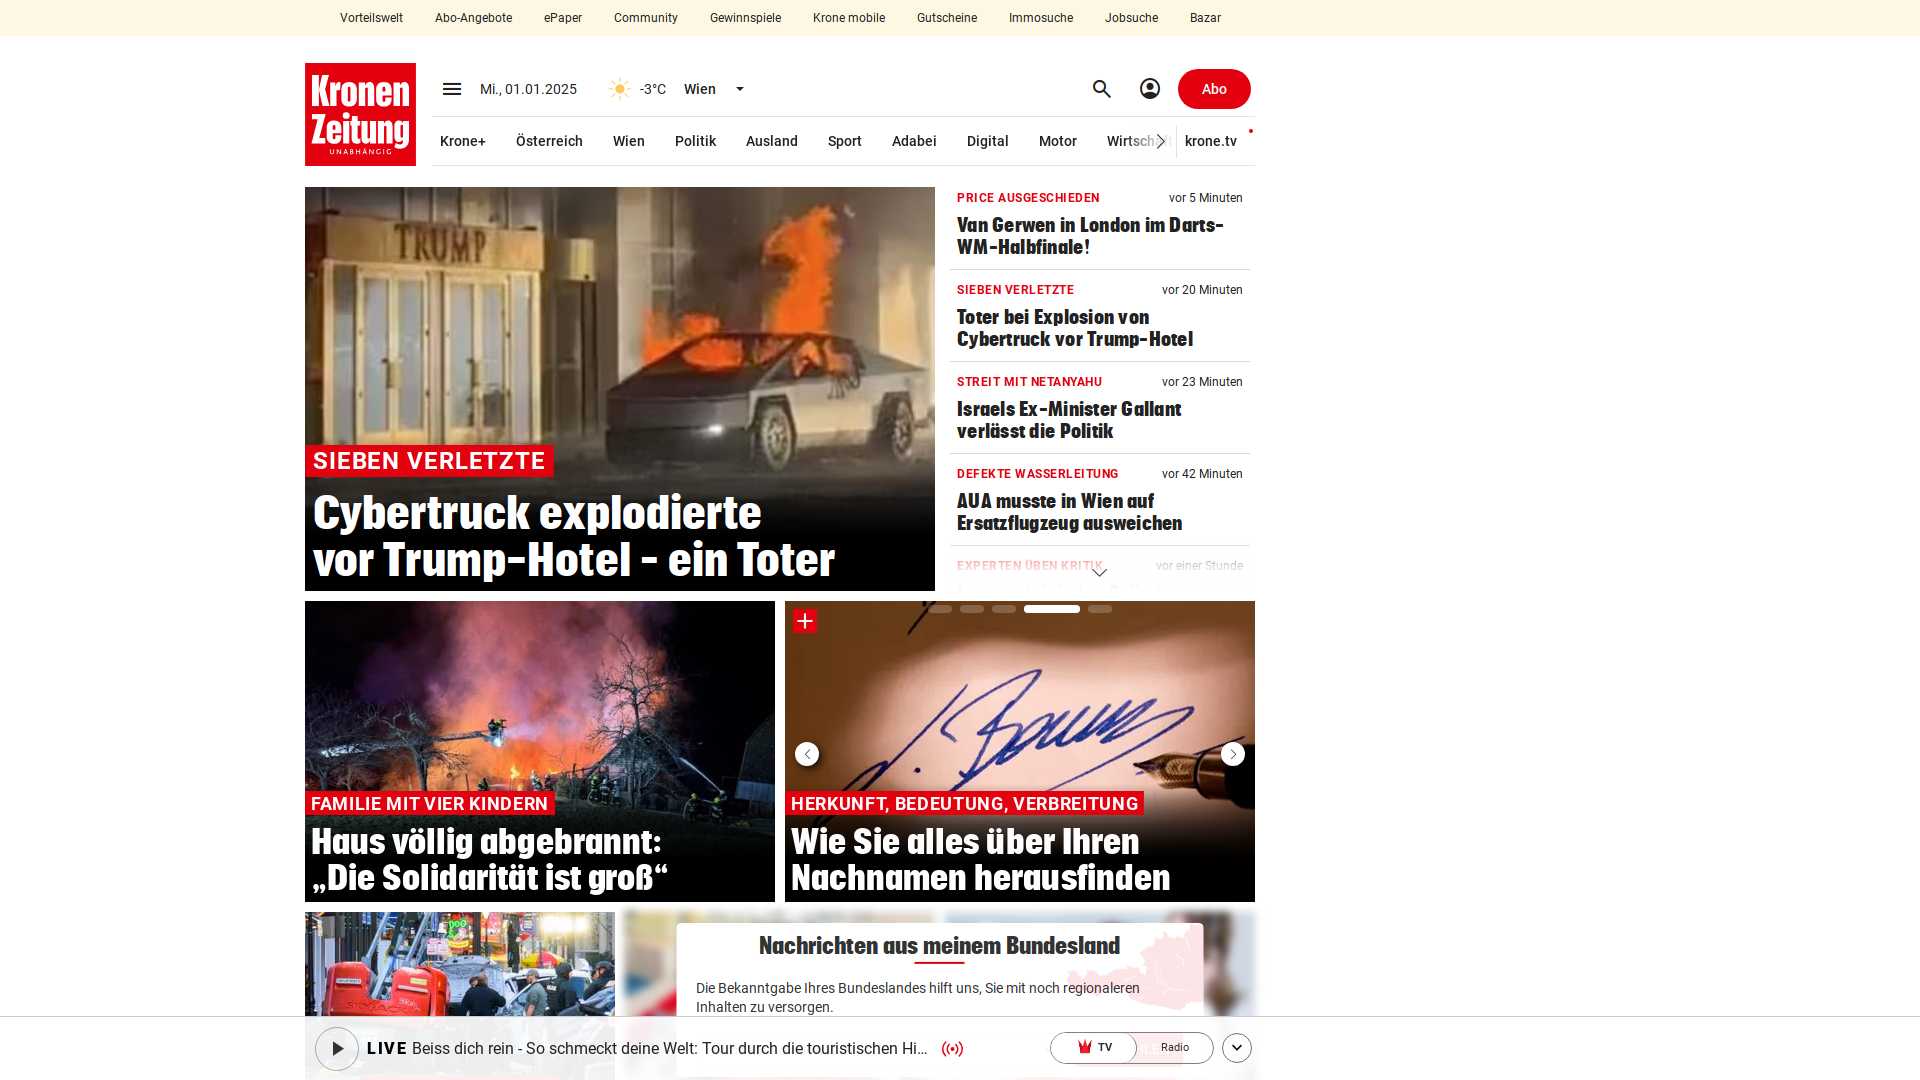 Vorteilswelt Abo-Angebote ePaper Community Gewinnspiele Krone mobile Gutscheine Immosuche Jobsuche Bazar
Kronen
Zeitung
UNABHÄNGIG
Mi., 01.01.2025 -3°C Wien Abo
Krone+ Österreich Wien Politik Ausland Sport Adabei Digital Motor Wirtschaft krone.tv
TRUMP
SIEBEN VERLETZTE
Cybertruck explodierte
vor Trump-Hotel – ein Toter
PRICE AUSGESCHIEDEN vor 5 Minuten
Van Gerwen in London im Darts-
WM-Halbfinale!
SIEBEN VERLETZTE vor 20 Minuten
Toter bei Explosion von
Cybertruck vor Trump-Hotel
STREIT MIT NETANYAHU vor 23 Minuten
Israels Ex-Minister Gallant
verlässt die Politik
DEFEKTE WASSERLEITUNG vor 42 Minuten
AUA musste in Wien auf
Ersatzflugzeug ausweichen
EXPERTEN ÜBEN KRITIK vor einer Stunde
FAMILIE MIT VIER KINDERN
Haus völlig abgebrannt:
„Die Solidarität ist groß“
HERKUNFT, BEDEUTUNG, VERBREITUNG
Wie Sie alles über Ihren
Nachnamen herausfinden
Nachrichten aus meinem Bundesland
Die Bekanntgabe Ihres Bundeslandes hilft uns, Sie mit noch regionaleren
Inhalten zu versorgen.
LIVE Beiss dich rein - So schmeckt deine Welt: Tour durch die touristischen Hi... TV Radio